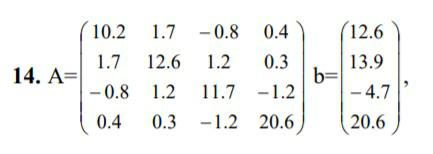 10.2 1.7 – 0.8 0.4 12.6
1.7 12.6 1.2 0.3 13.9
14. A= b= ,
– 0.8 1.2 11.7 –1.2 – 4.7
0.4 0.3 –1.2 20.6 20.6